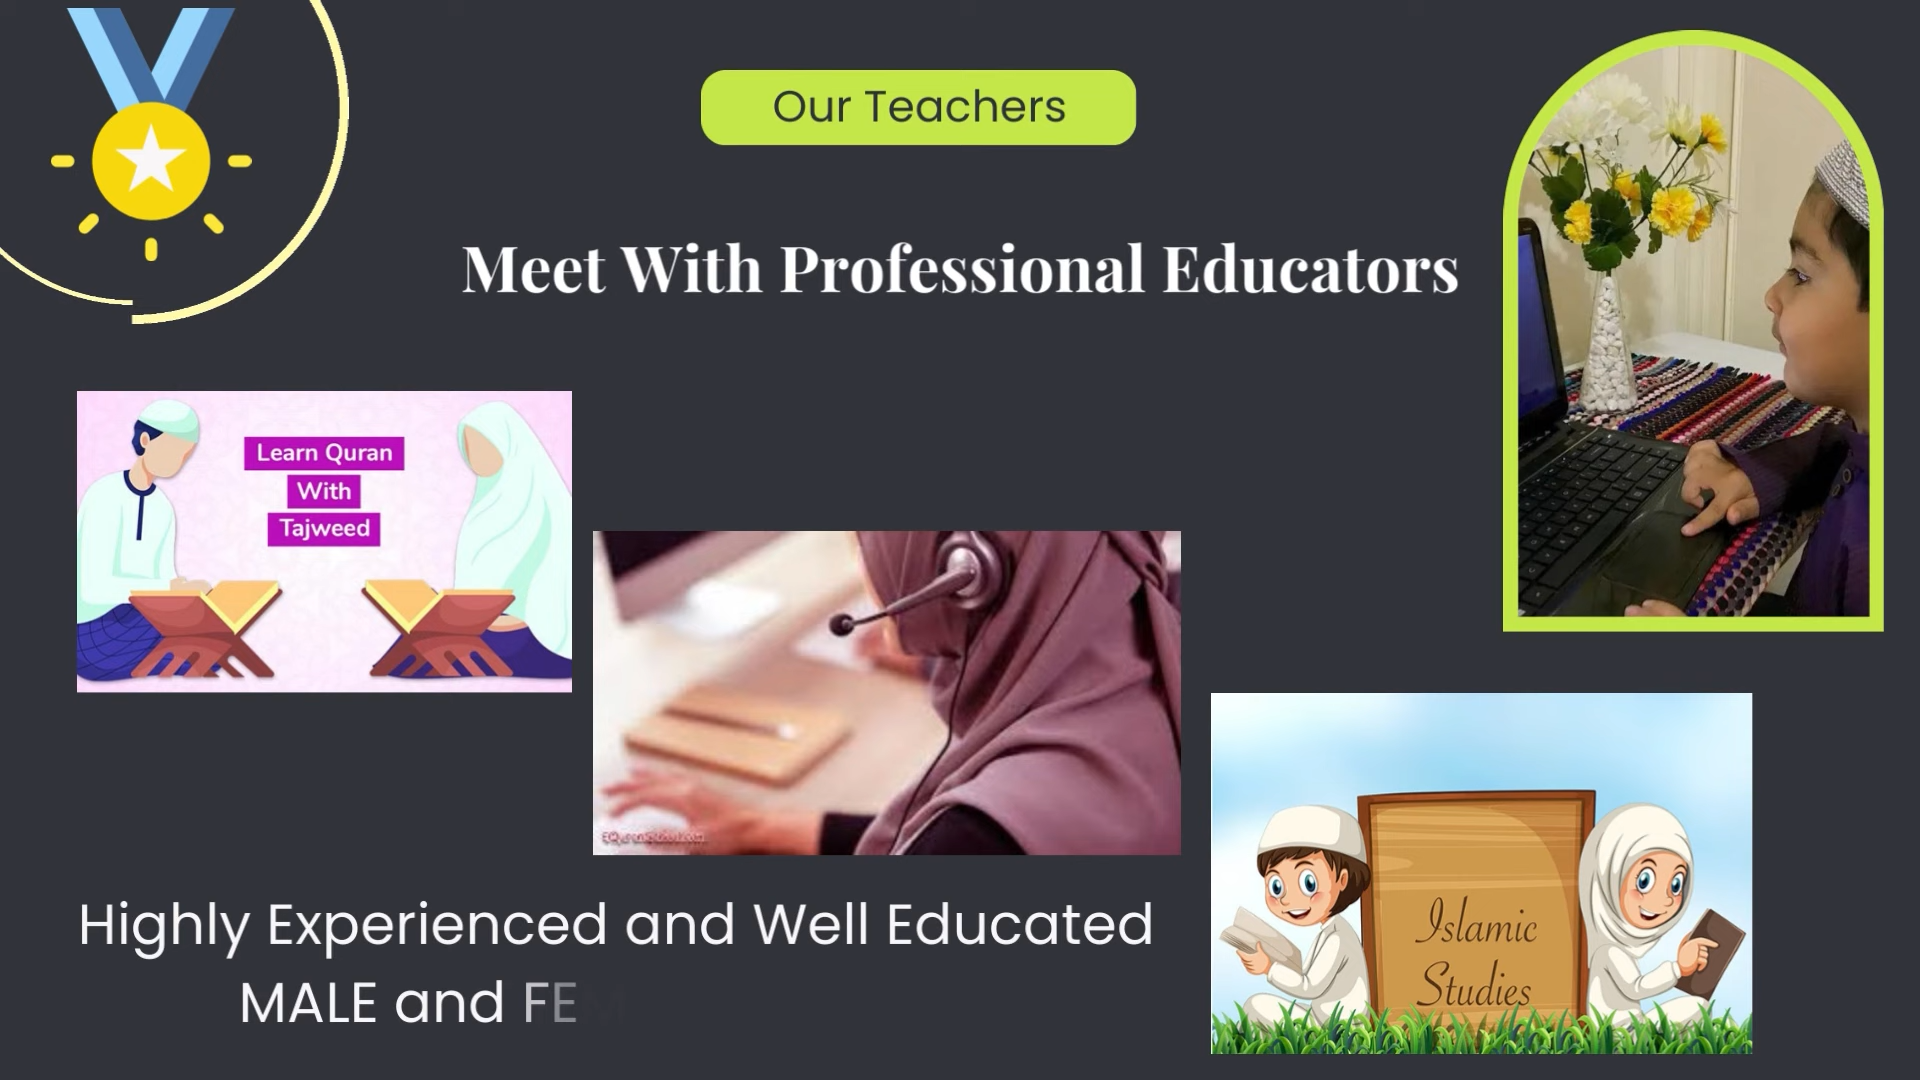 Our Teachers
Meet With Professional Educators
Learn Quran
With
Tajweed
Highly Experienced and Well Educated
MALE and FE
Islamic
Studies